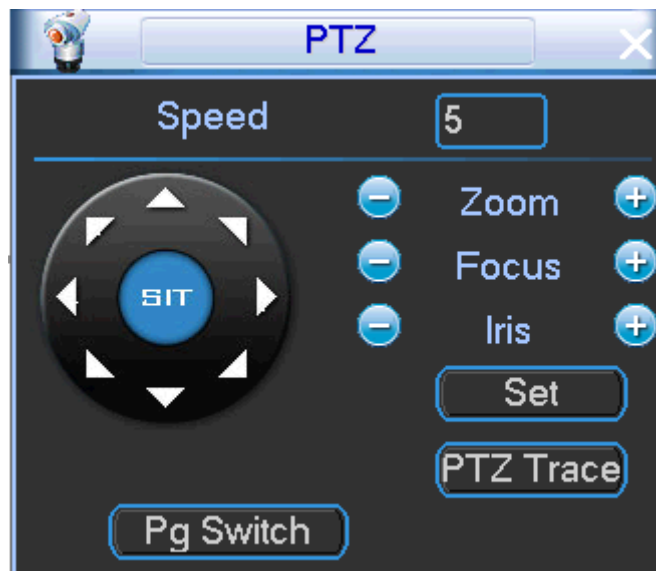 PTZ
Speed 5
Zoom
Focus
SIT
Iris
Set
PTZ Trace
Pg Switch